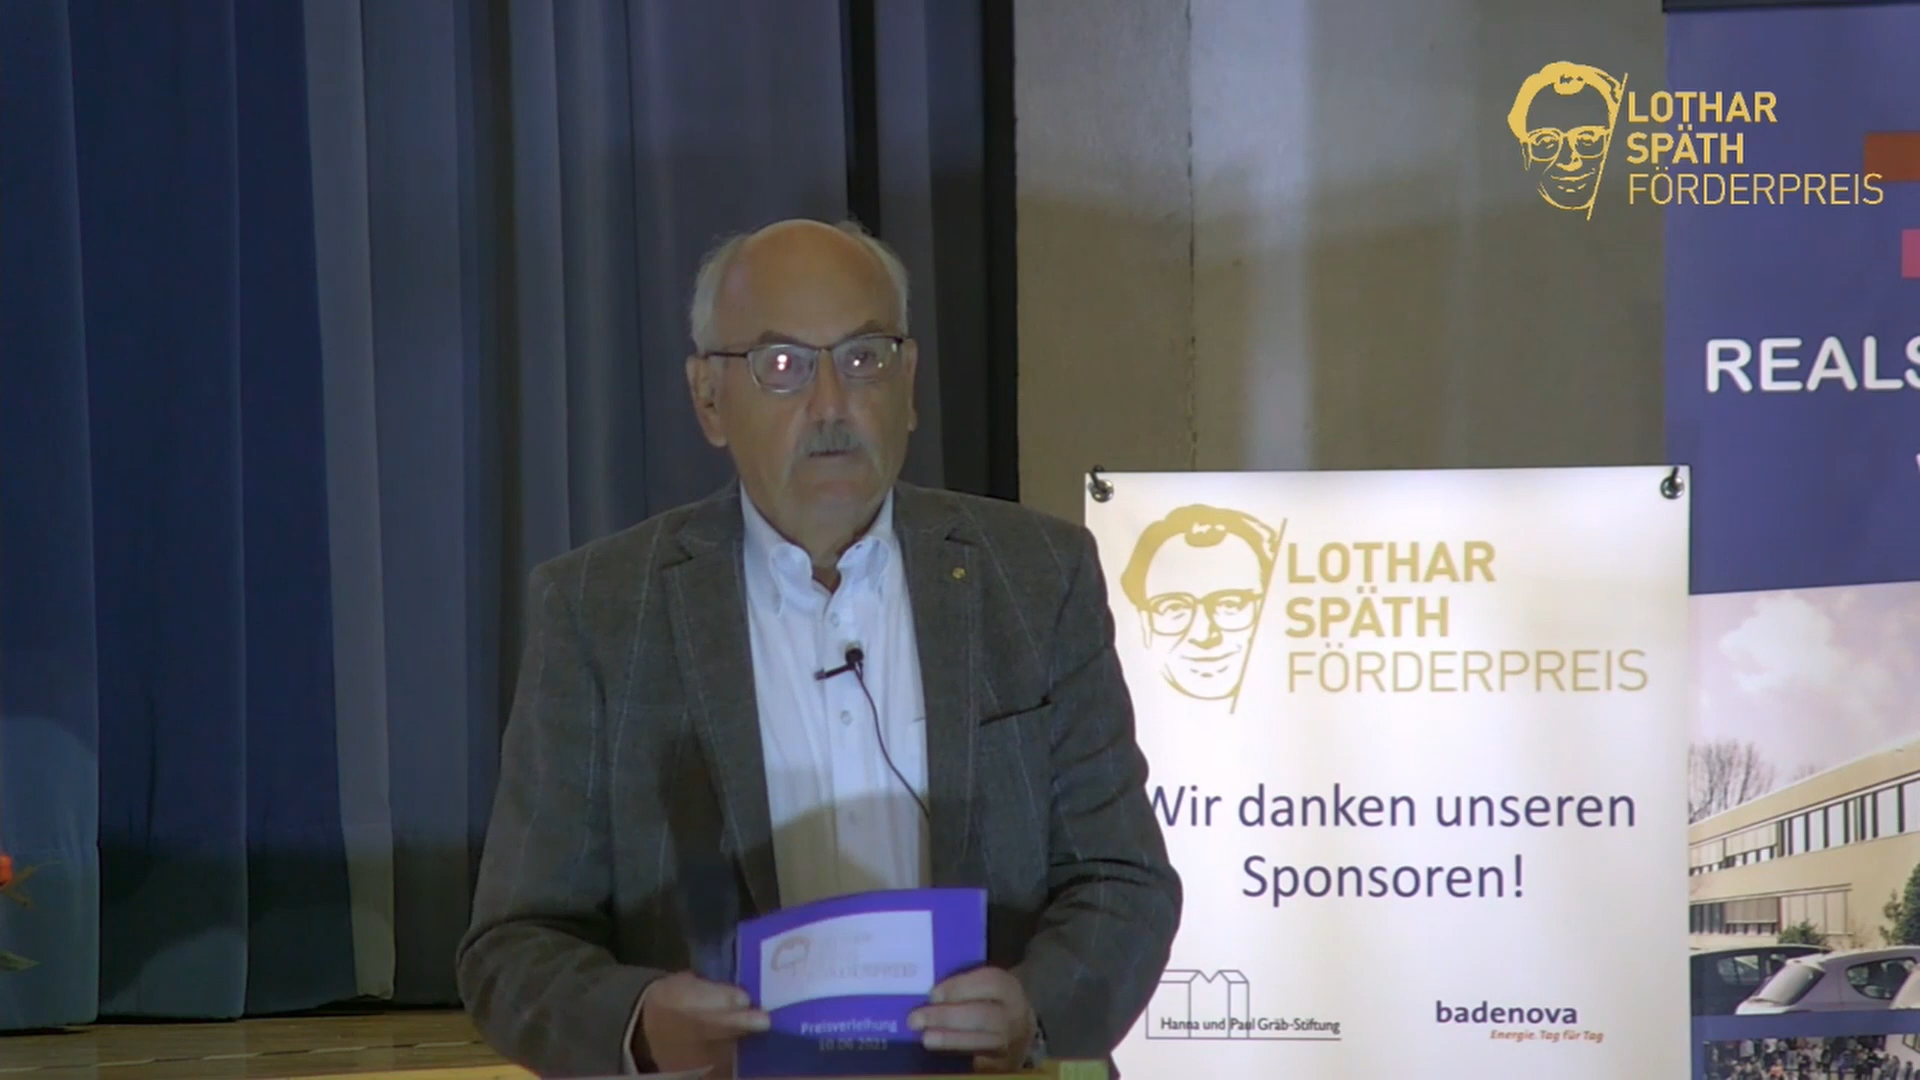 LOTHAR
SPÄTH
FÖRDERPREIS
REALS
LOTHAR
SPÄTH
FÖRDERPREIS
Wir danken unseren
Sponsoren!
Hanna und Paul Gräb-Stiftung
badenova
Energie. Tag für Tag
FÖRDERPREIS
Preisverleihung